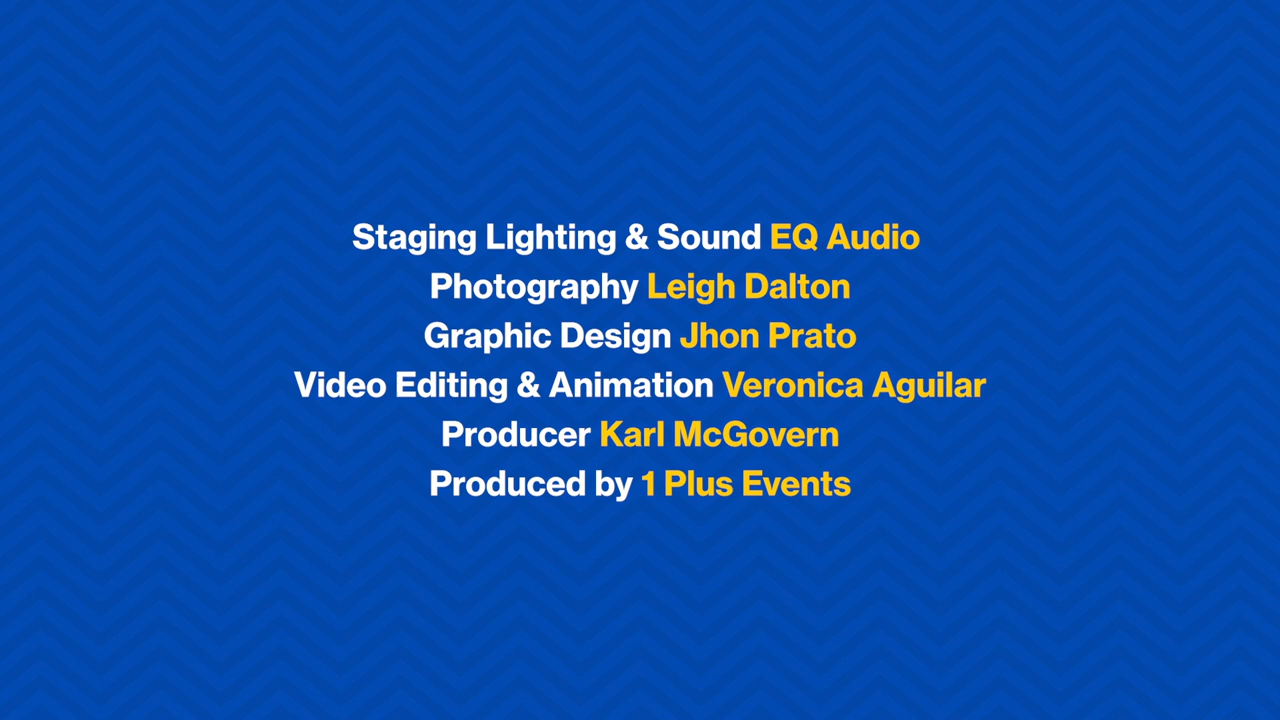 Staging Lighting & Sound EQ Audio
Photography Leigh Dalton
Graphic Design Jhon Prato
Video Editing & Animation Veronica Aguilar
Producer Karl McGovern
Produced by 1 Plus Events